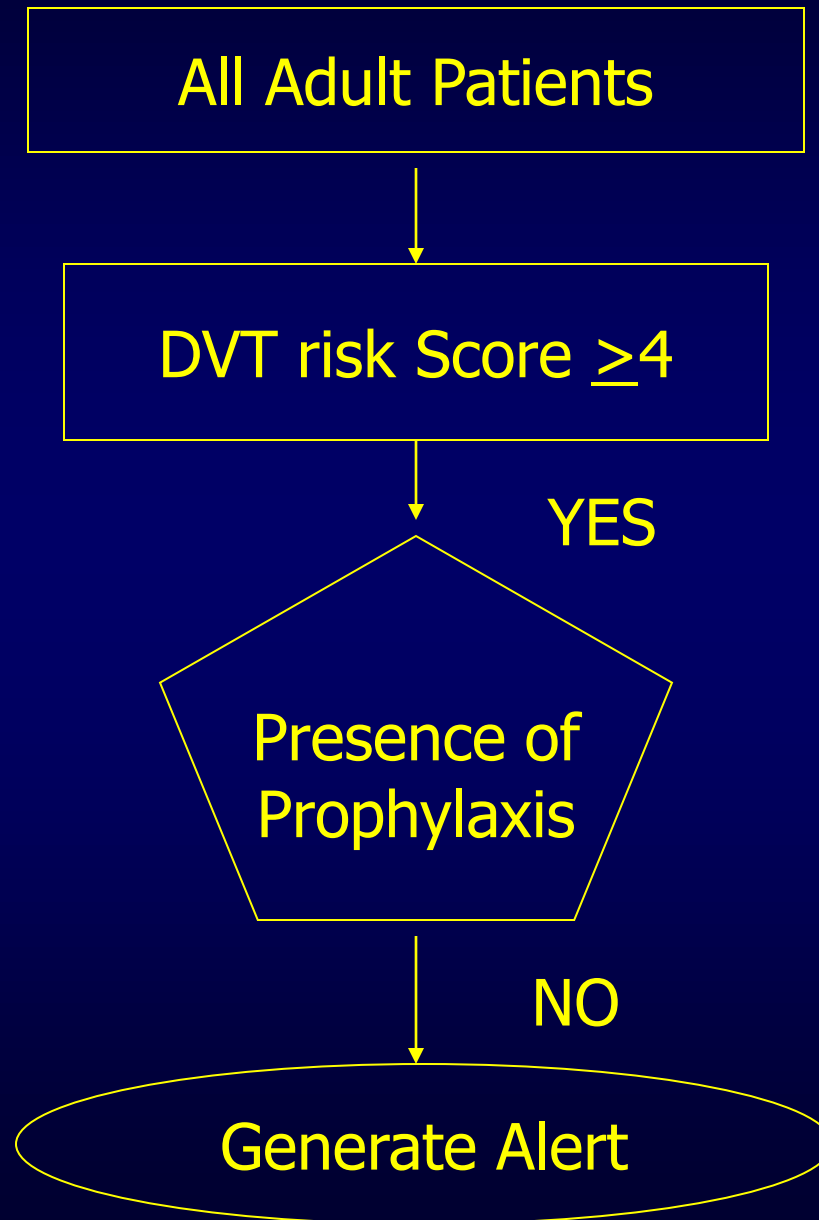 All Adult Patients
DVT risk Score >4
YES
Presence of
Prophylaxis
NO
Generate Alert